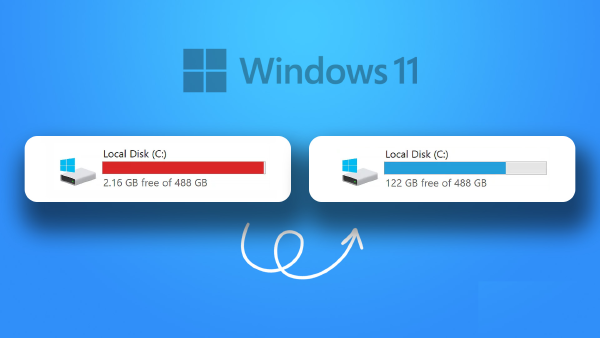 Windows 11
Local Disk (C:)
2.16 GB free of 488 GB
Local Disk (C:)
122 GB free of 488 GB